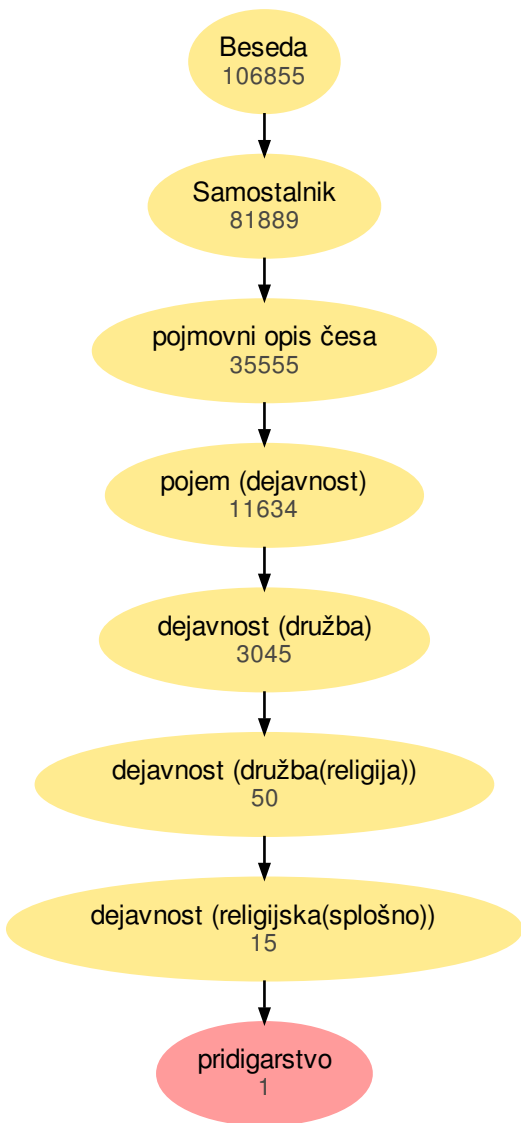 Beseda
106855
Samostalnik
81889
pojmovni opis česa
35555
pojem (dejavnost)
11634
dejavnost (družba)
3045
dejavnost (družba(religija))
50
dejavnost (religijska(splošno))
15
pridigarstvo
1